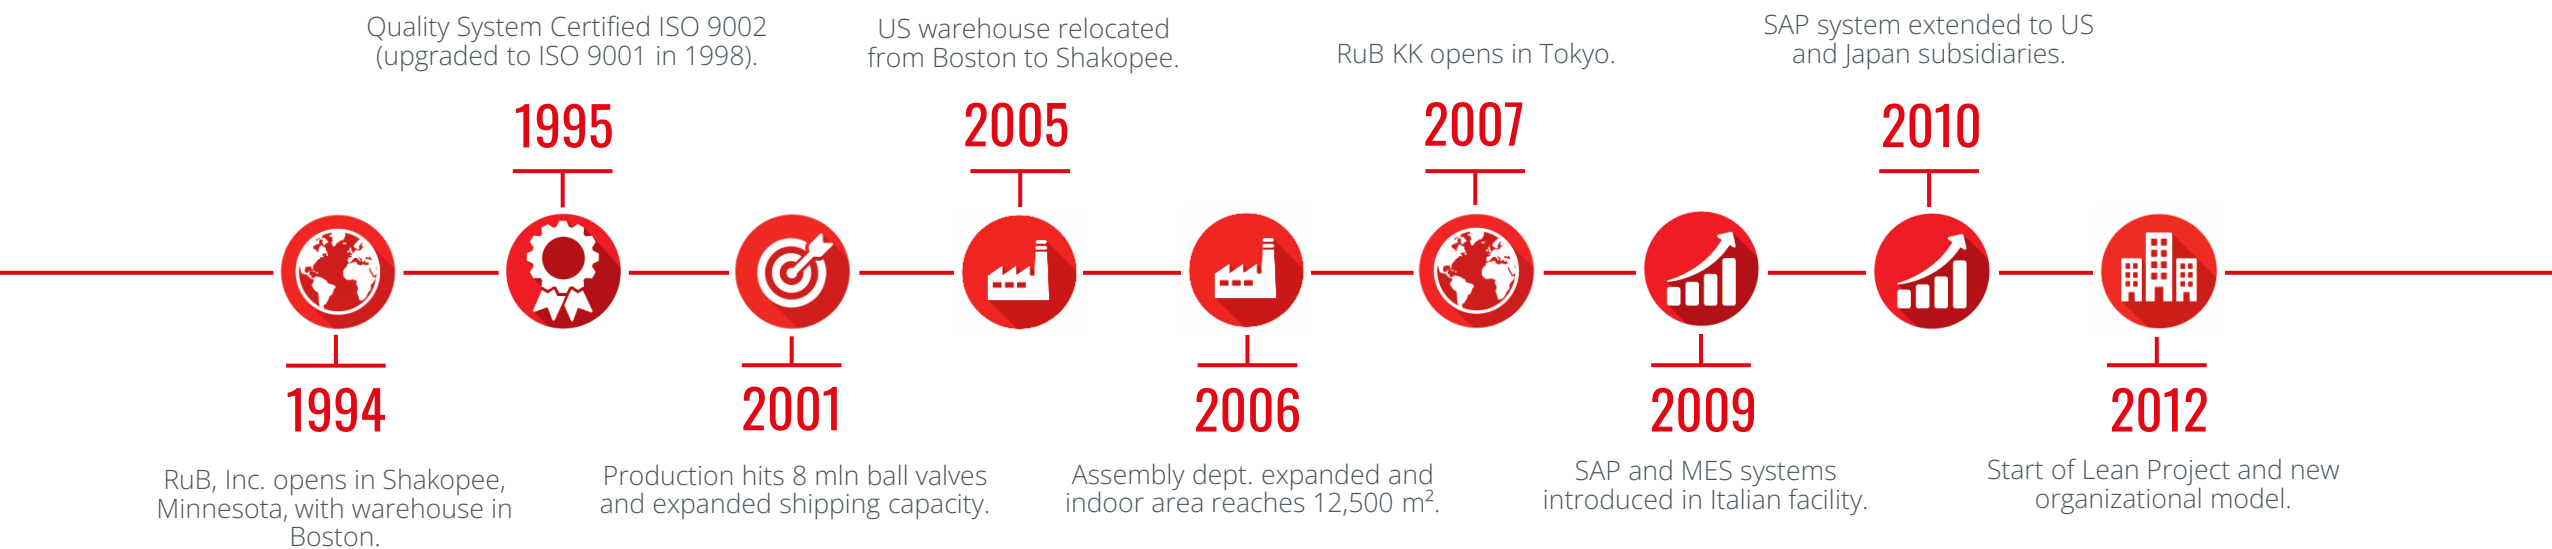 Quality System Certified ISO 9002
(upgraded to ISO 9001 in 1998).
1995
US warehouse relocated
from Boston to Shakopee.
2005
RuB KK opens in Tokyo.
2007
SAP system extended to US
and Japan subsidiaries.
2010
1994
RuB, Inc. opens in Shakopee,
Minnesota, with warehouse in
Boston.
2001
Production hits 8 mln ball valves
and expanded shipping capacity.
2006
Assembly dept. expanded and
indoor area reaches 12,500 m².
2009
SAP and MES systems
introduced in Italian facility.
2012
Start of Lean Project and new
organizational model.